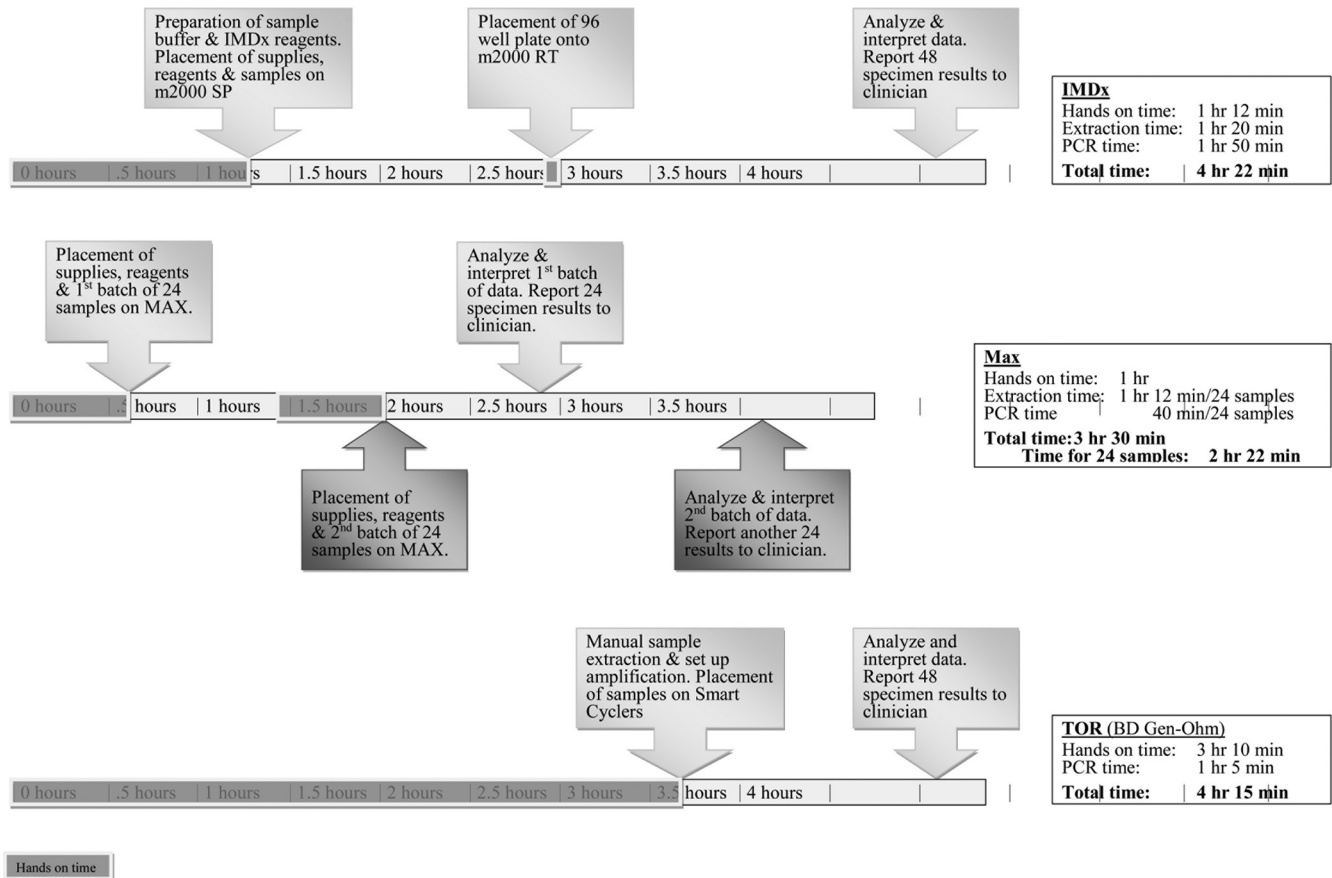 Preparation of sample
buffer & IMDx reagents.
Placement of supplies,
reagents & samples on
m2000 SP
Placement of 96
well plate onto
m2000 RT
Analyze &
interpret data.
Report 48
specimen results to
clinician
IMDx
Hands on time: 1 hr 12 min
Extraction time: 1 hr 20 min
PCR time: 1 hr 50 min
Total time: 4 hr 22 min
0 hours | .5 hours | 1 hours | 1.5 hours | 2 hours | 2.5 hours | 3 hours | 3.5 hours | 4 hours
Placement of
supplies, reagents
& 1st batch of 24
samples on MAX.
Analyze &
interpret 1st batch
of data. Report 24
specimen results to
clinician.
Max
Hands on time: 1 hr
Extraction time: 1 hr 12 min/24 samples
PCR time 40 min/24 samples
Total time:3 hr 30 min
Time for 24 samples: 2 hr 22 min
0 hours | .5 hours | 1 hours | 1.5 hours | 2 hours | 2.5 hours | 3 hours | 3.5 hours
Placement of
supplies, reagents
& 2nd batch of 24
samples on MAX.
Analyze & interpret
2nd batch of data.
Report another 24
results to clinician.
Manual sample
extraction & set up
amplification. Placement
of samples on Smart
Cyclers
Analyze and
interpret data.
Report 48
specimen results to
clinician
TOR (BD Gen-Ohm)
Hands on time: 3 hr 10 min
PCR time: 1 hr 5 min
Total time: 4 hr 15 min
0 hours | .5 hours | 1 hours | 1.5 hours | 2 hours | 2.5 hours | 3 hours | 3.5 hours | 4 hours
Hands on time